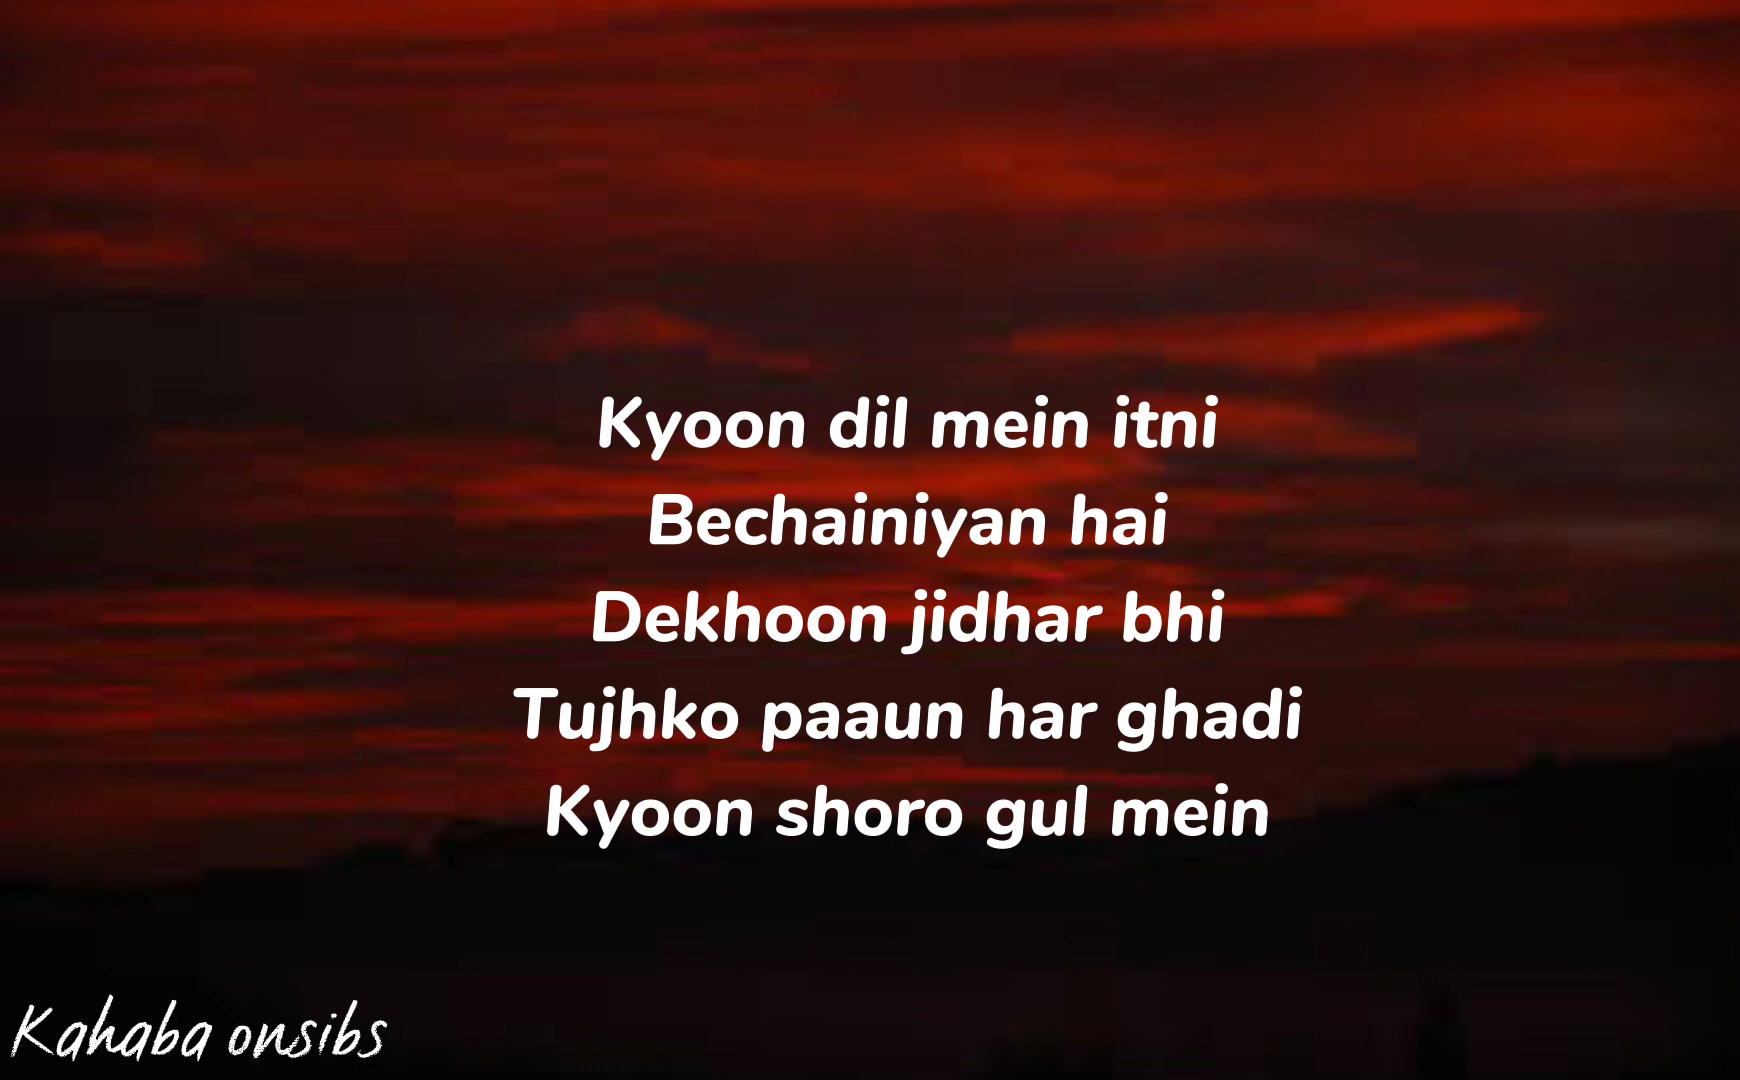 Kyoon dil mein itni
Bechainiyan hai
Dekhoon jidhar bhi
Tujhko paaun har ghadi
Kyoon shoro gul mein
Kahaba onsibs